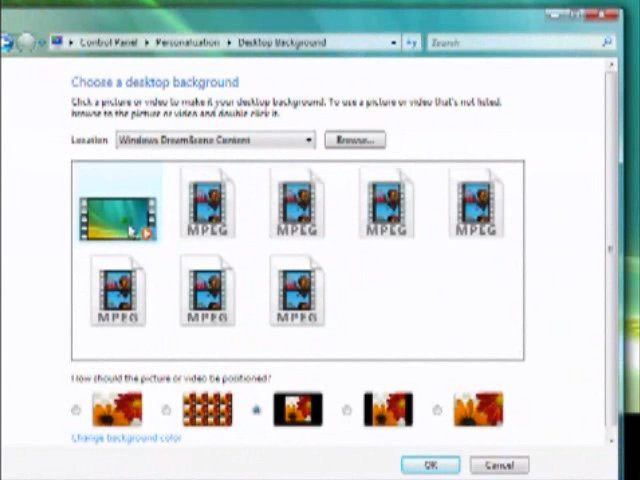 Control Panel Personalization Desktop Background
Search
Choose a desktop background
Click a picture or video to make it your desktop background. To use a picture or video that's not listed,
browse to the picture or video and double click it.
Location Windows DreamScene Content Browse...
MPEG MPEG MPEG MPEG
MPEG MPEG MPEG
How should the picture or video be positioned?
Change background color
OK Cancel